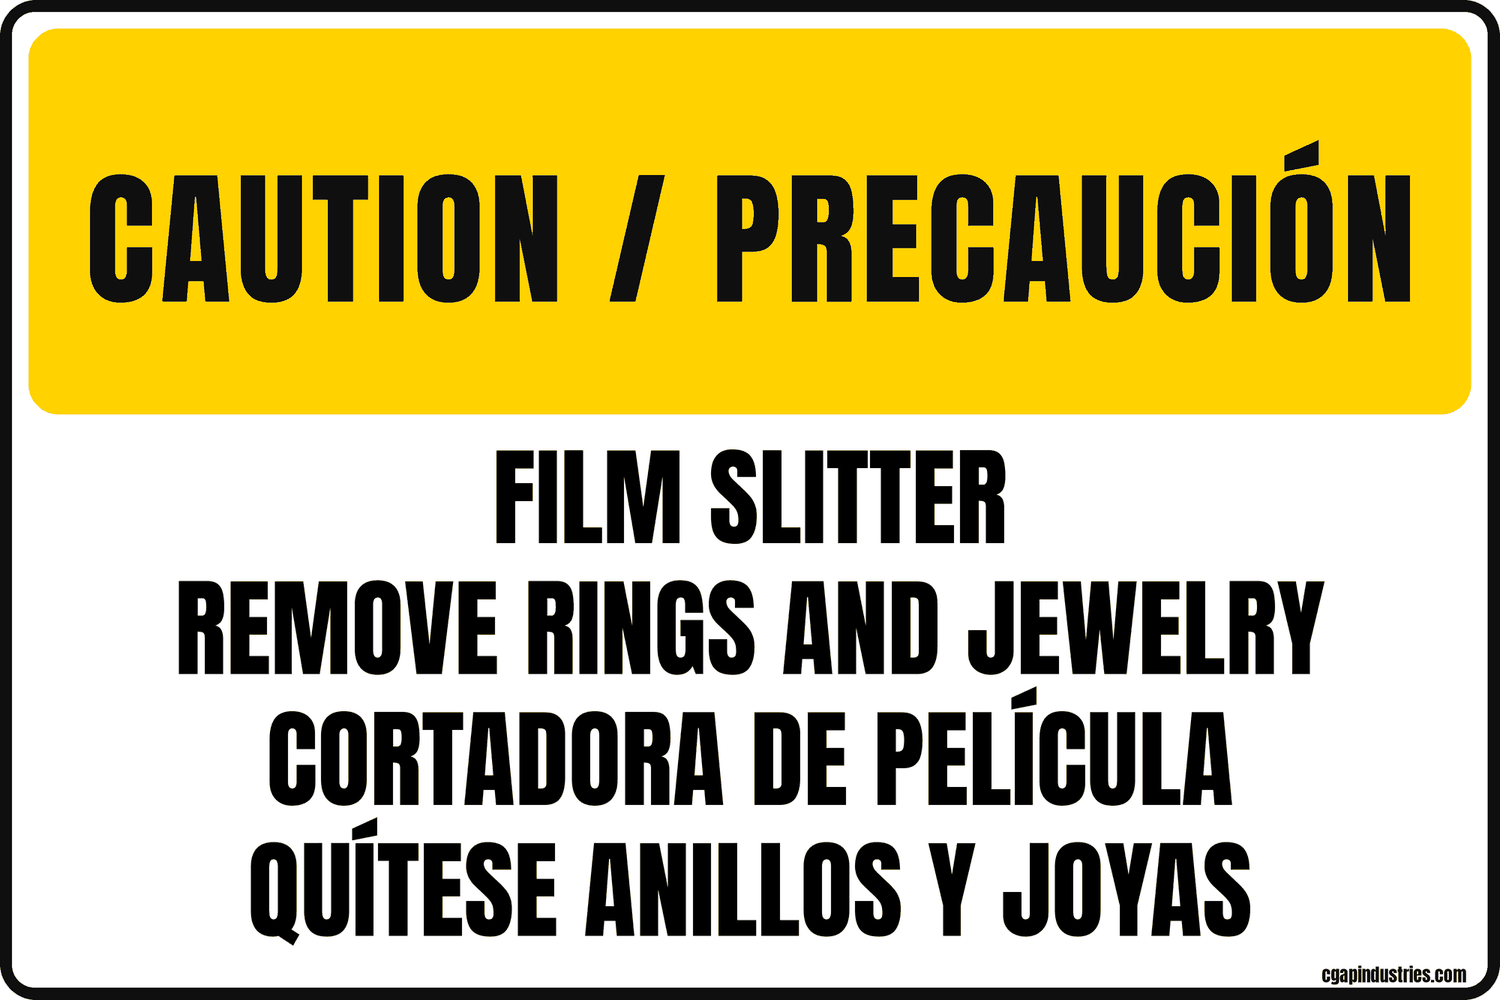 CAUTION / PRECAUCIÓN
FILM SLITTER
REMOVE RINGS AND JEWELRY
CORTADORA DE PELÍCULA
QUÍTESE ANILLOS Y JOYAS
cgapindustries.com